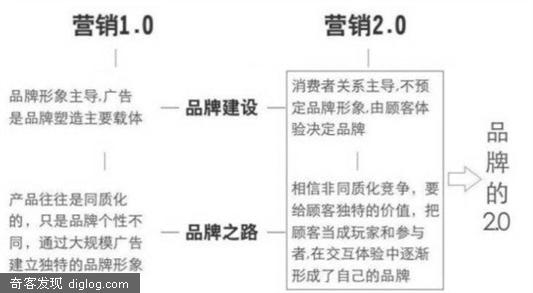 营销1.0
营销2.0
品牌形象主导,广告
是品牌塑造主要载体
品牌建设
消费者关系主导,不预
定品牌形象,由顾客体
验决定品牌
产品往往是同质化
的，只是品牌个性不
同，通过大规模广告
建立独特的品牌形象
品牌之路
相信非同质化竞争，要
给顾客独特的价值，把
顾客当成玩家和参与
者,在交互体验中逐渐
形成了自己的品牌
品
牌
的
2.0
奇客发现 diglog.com